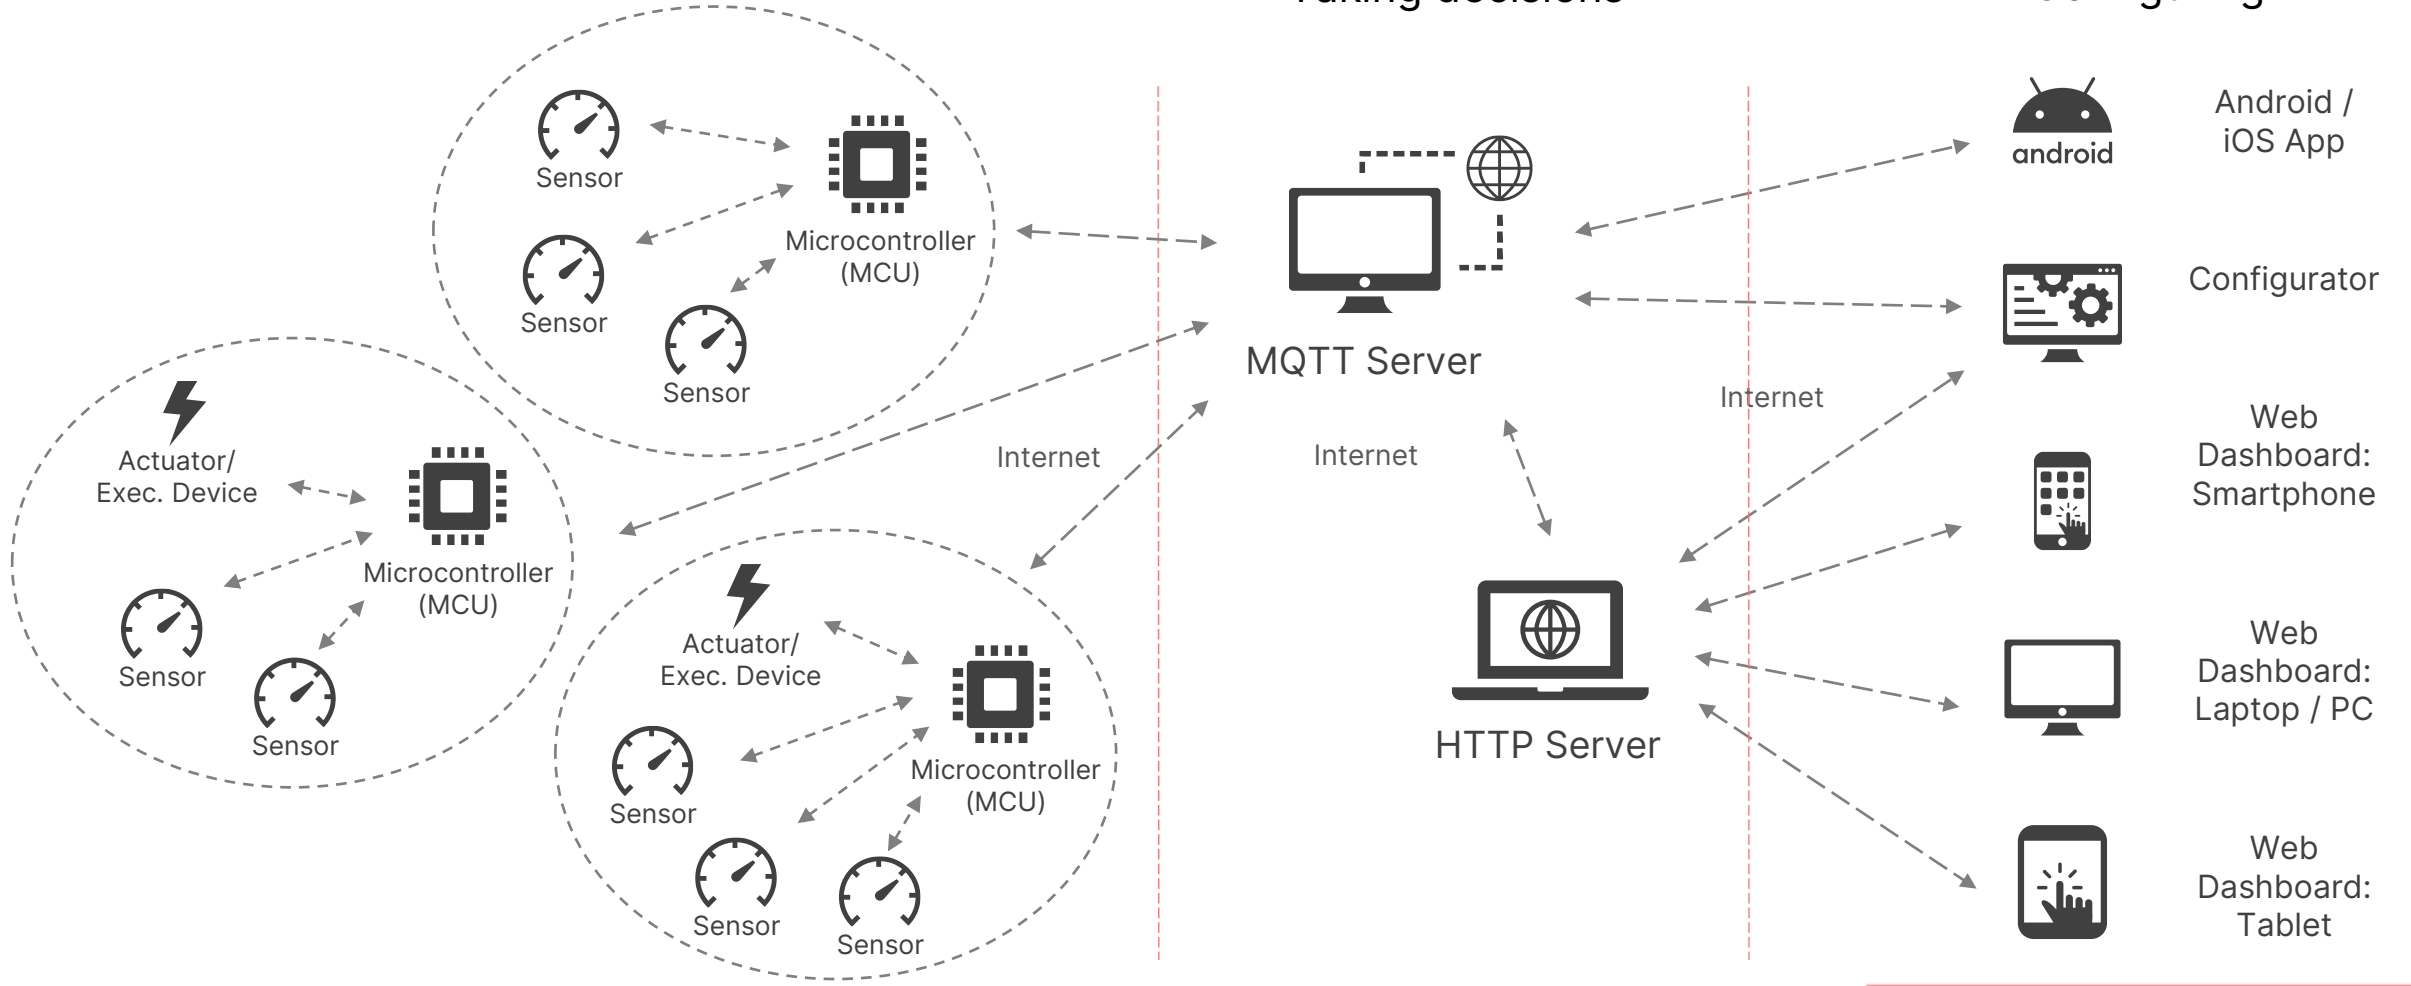 Taking decisions
Sensor
Sensor
Sensor
Microcontroller
(MCU)
Actuator/
Exec. Device
Microcontroller
(MCU)
Sensor
Sensor
Actuator/
Exec. Device
Microcontroller
(MCU)
Sensor
Sensor
Sensor
Internet
MQTT Server
Internet
HTTP Server
Internet
android
Android /
iOS App
Configurator
Web
Dashboard:
Smartphone
Web
Dashboard:
Laptop / PC
Web
Dashboard:
Tablet